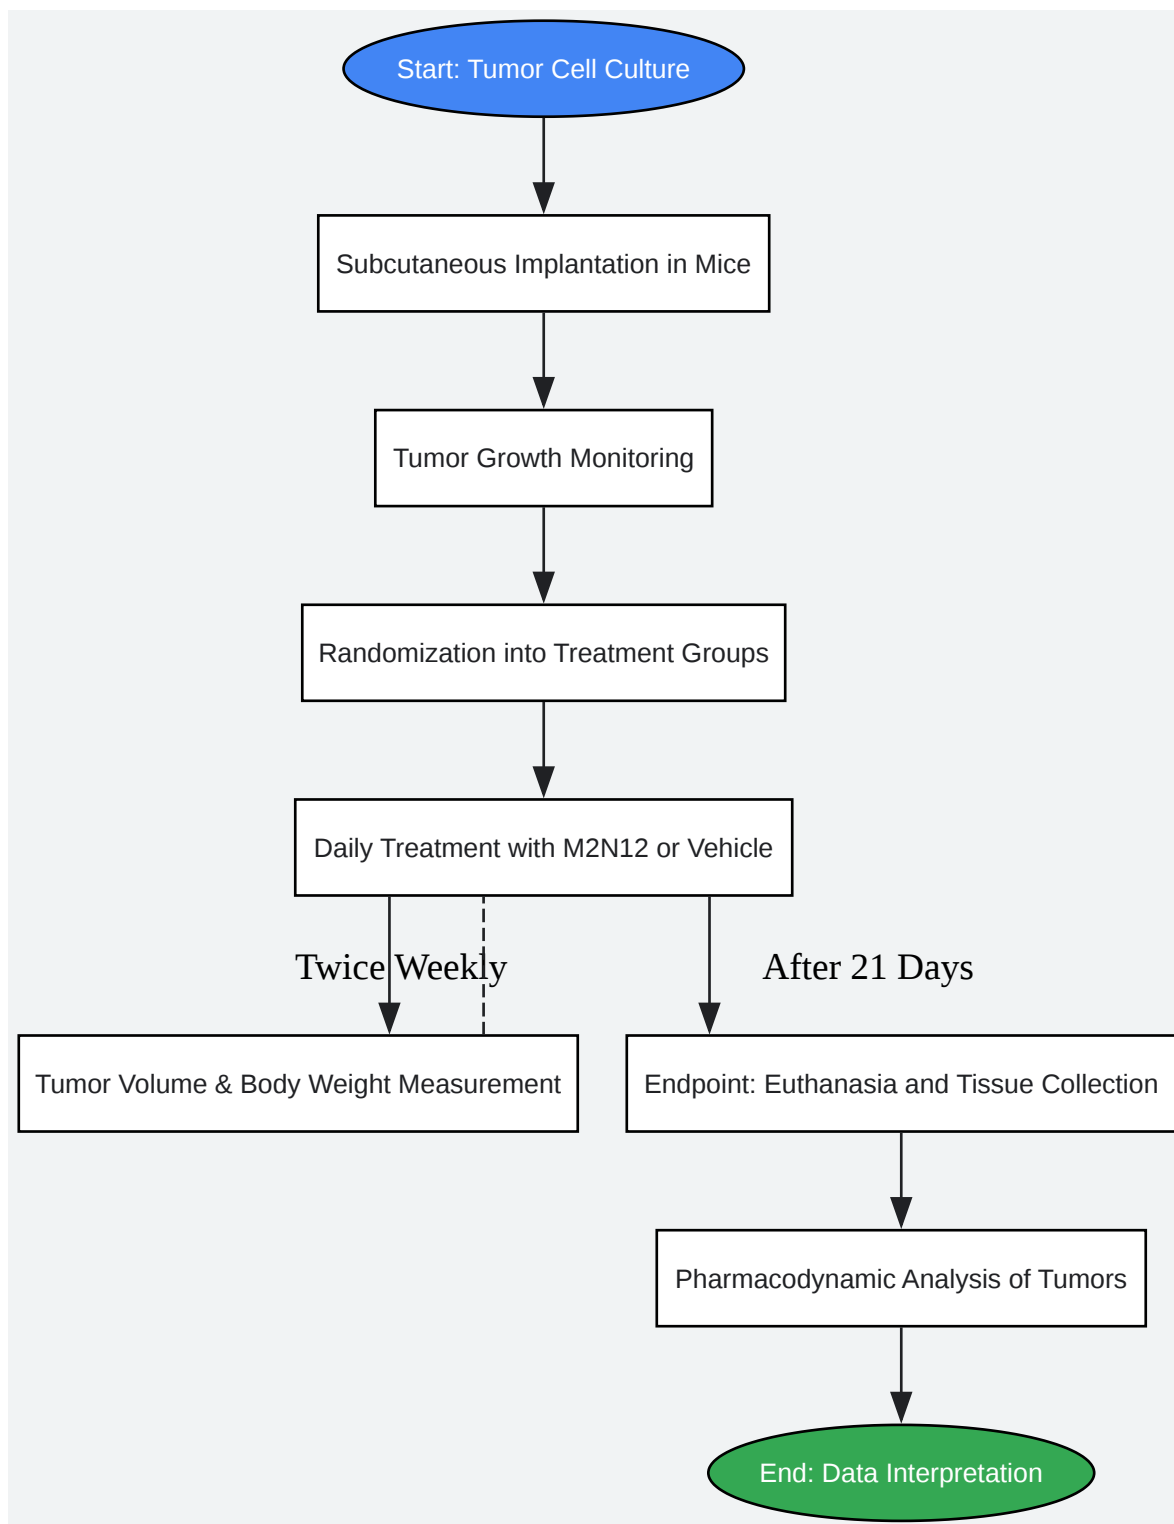 Start: Tumor Cell Culture
Subcutaneous Implantation in Mice
Tumor Growth Monitoring
Randomization into Treatment Groups
Daily Treatment with M2N12 or Vehicle
Twice Weekly
After 21 Days
Tumor Volume & Body Weight Measurement
Endpoint: Euthanasia and Tissue Collection
Pharmacodynamic Analysis of Tumors
End: Data Interpretation